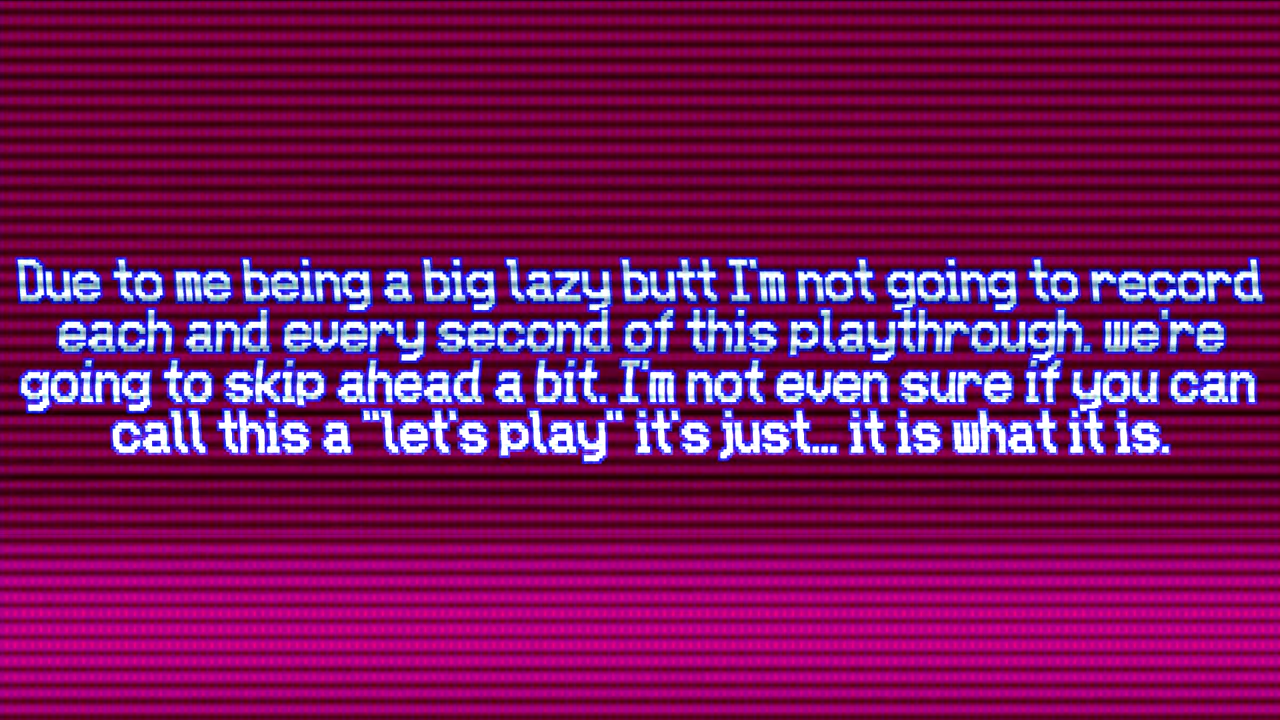 Due to me being a big lazy butt I'm not going to record
each and every second of this playthrough. we're
going to skip ahead a bit. I'm not even sure if you can
call this a "let's play" it's just... it is what it is.